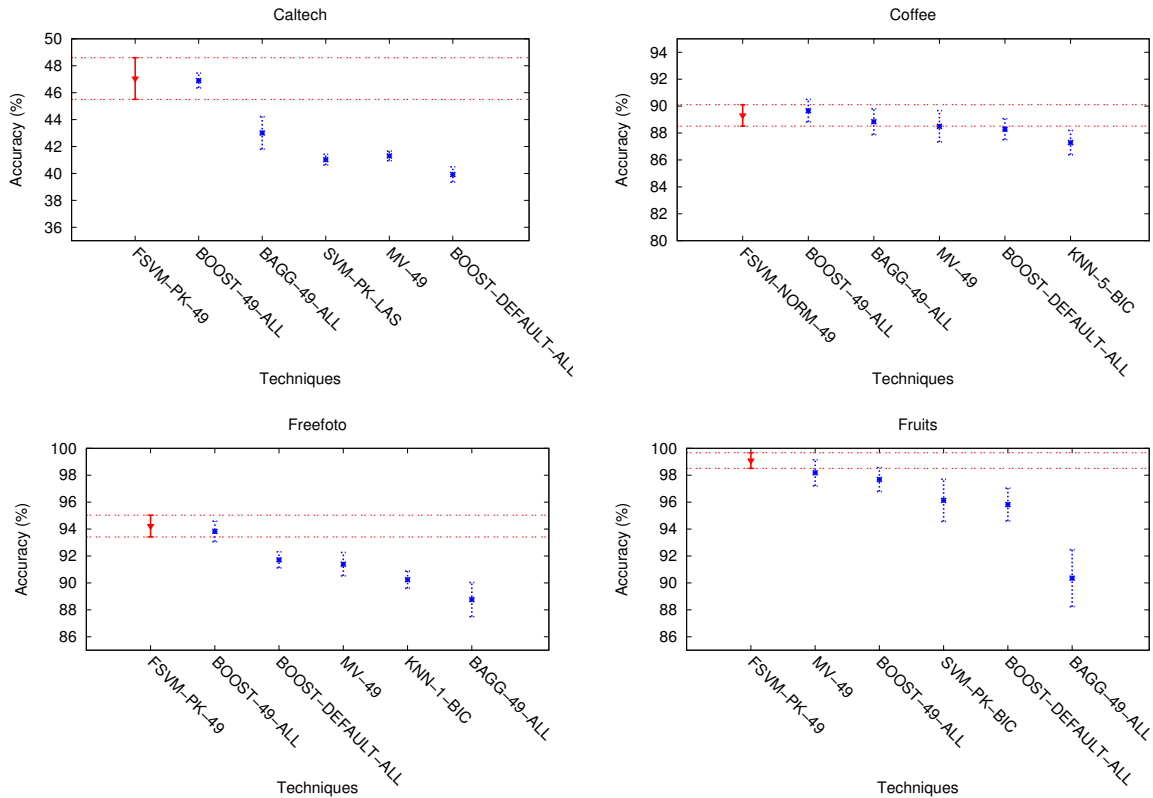 Caltech
Accuracy (%)
50
48
46
44
42
40
38
36
FSVM-PK-49
BOOST-49-ALL
BAGG-49-ALL
SVM-PK-LAS
MV-49
BOOST-DEFAULT-ALL
Techniques
Coffee
Accuracy (%)
94
92
90
88
86
84
82
80
FSVM-NORM-49
BOOST-49-ALL
BAGG-49-ALL
MV-49
BOOST-DEFAULT-ALL
KNN-5-BIC
Techniques
Freefoto
Accuracy (%)
100
98
96
94
92
90
88
86
FSVM-PK-49
BOOST-49-ALL
BOOST-DEFAULT-ALL
MV-49
KNN-1-BIC
BAGG-49-ALL
Techniques
Fruits
Accuracy (%)
100
98
96
94
92
90
88
86
FSVM-PK-49
MV-49
BOOST-49-ALL
SVM-PK-BIC
BOOST-DEFAULT-ALL
BAGG-49-ALL
Techniques